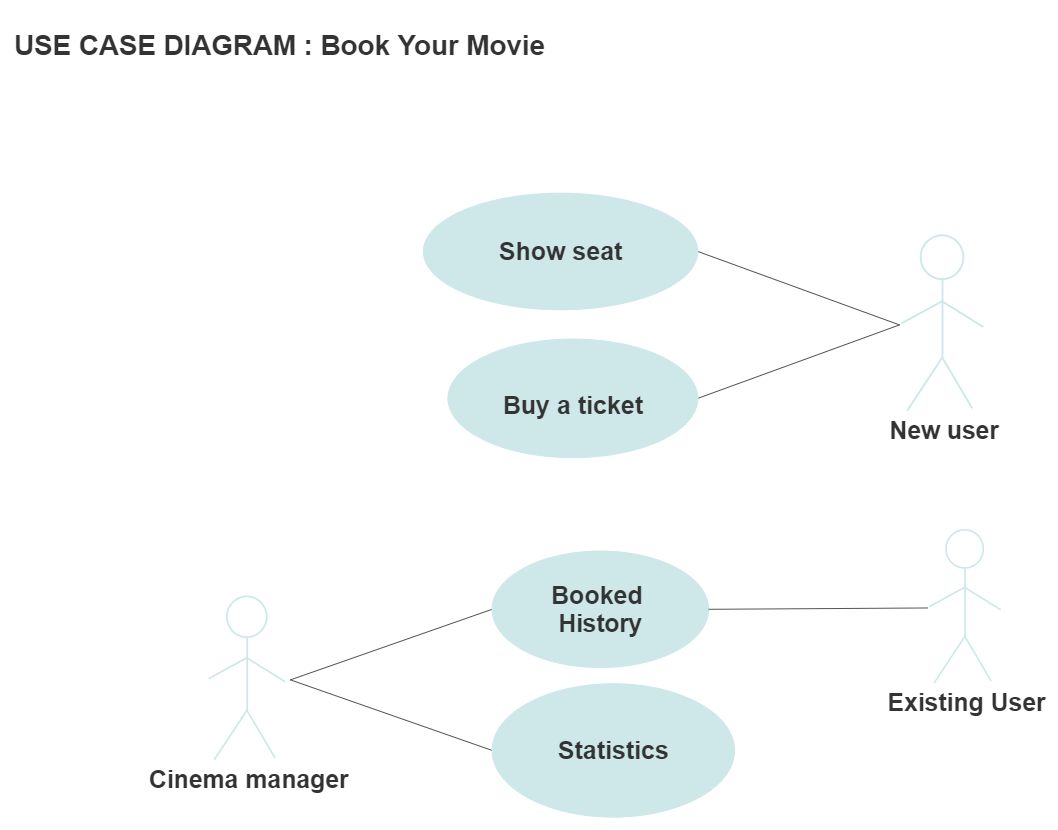 USE CASE DIAGRAM : Book Your Movie
Show seat
Buy a ticket
New user
Booked
History
Existing User
Statistics
Cinema manager